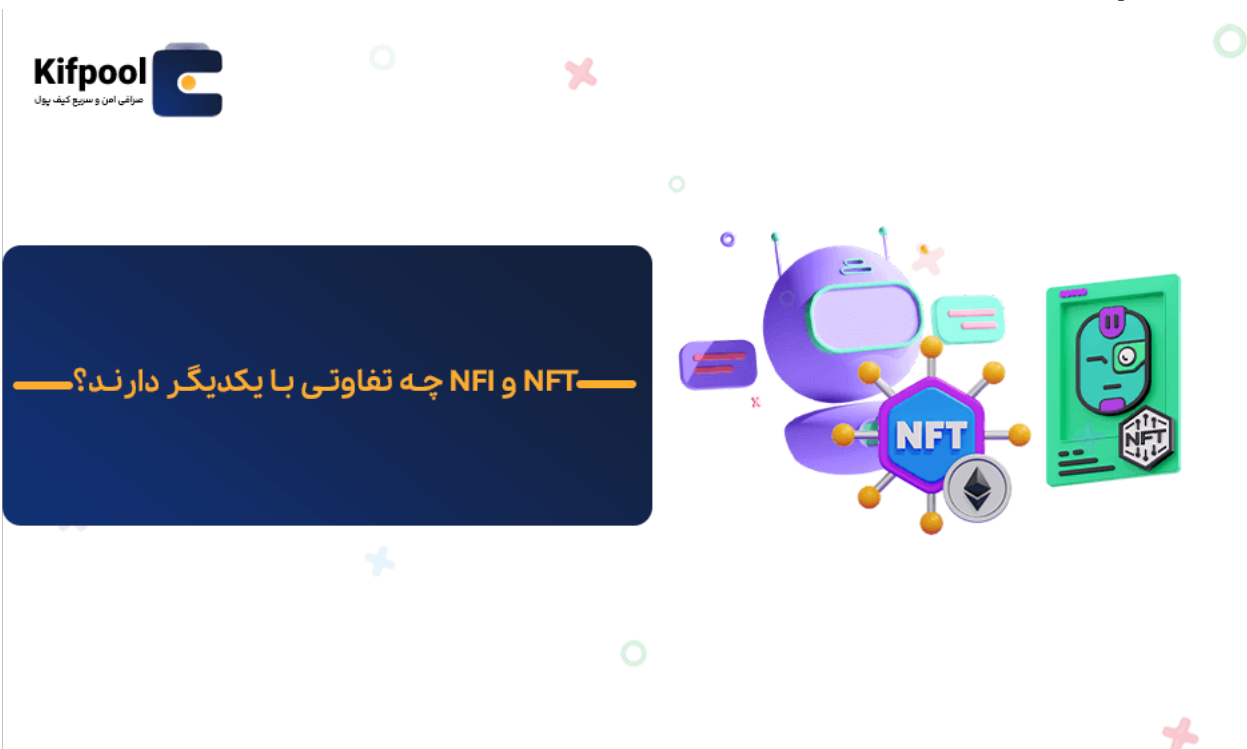 Kifpool
صرافی امن و سریع کیف پول
NFT و NFI چه تفاوتی با یکدیگر دارند؟
NFT
NFT